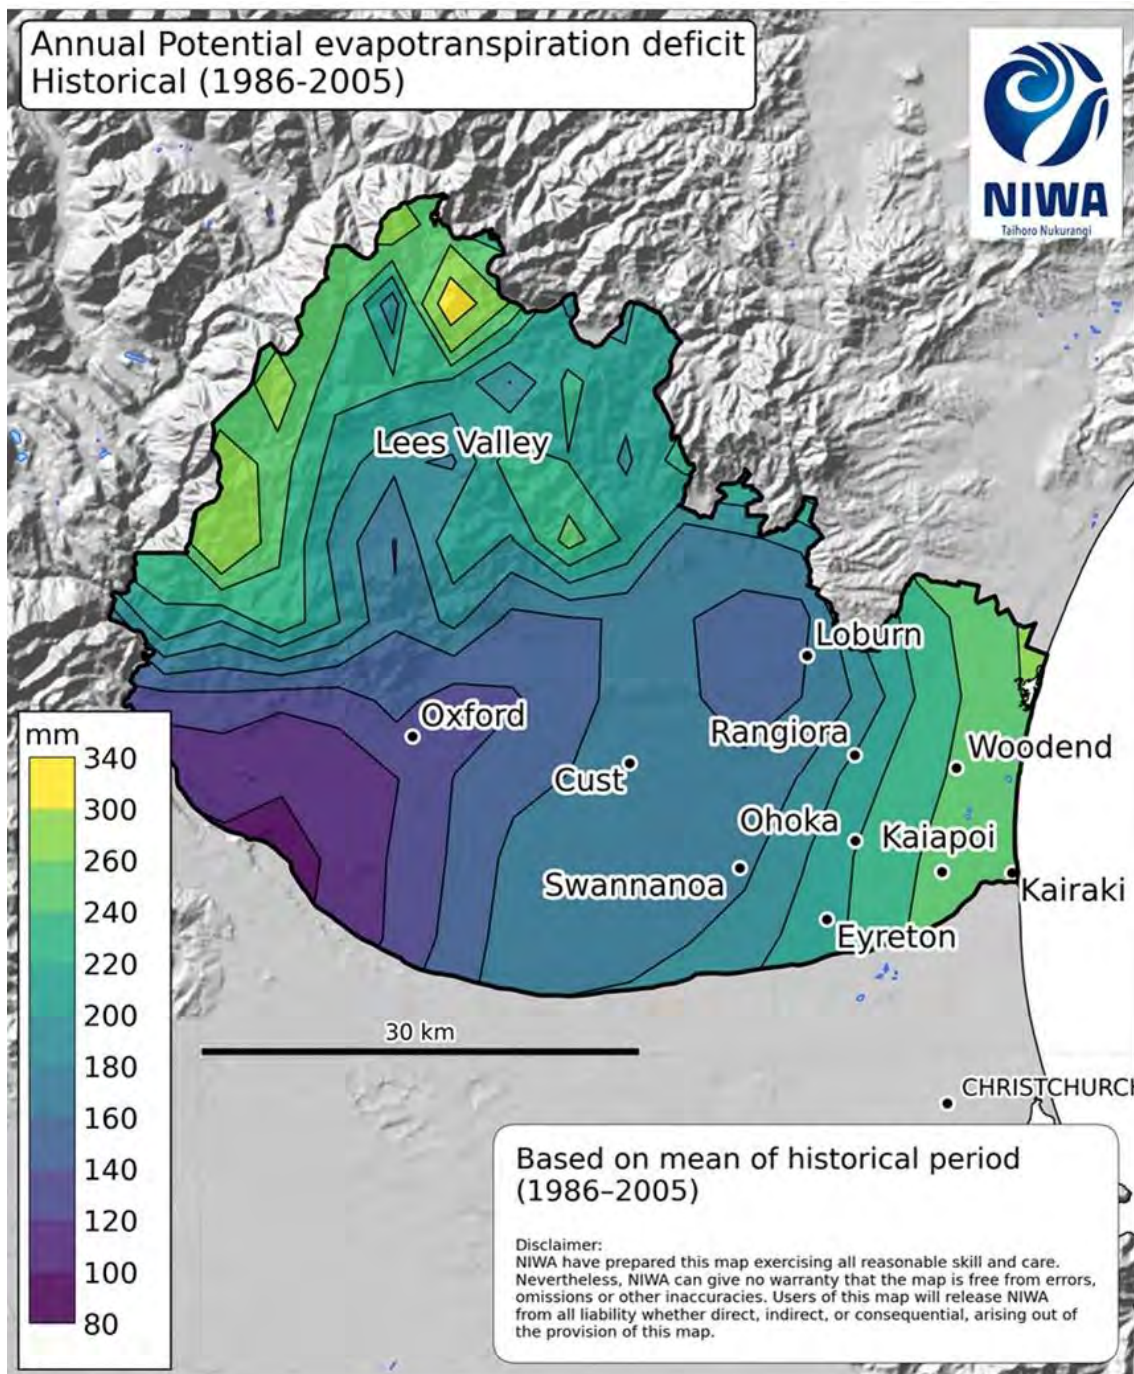 Annual Potential evapotranspiration deficit
Historical (1986-2005)
NIWA
Taihoro Nukurangi
Lees Valley
Loburn
Oxford
Rangiora
Woodend
Cust
Ohoka
Kaiapoi
Swannanoa
Kairaki
Eyreton
mm
340
300
260
240
220
200
180
160
140
120
100
80
30 km
CHRISTCHURCH
Based on mean of historical period
(1986–2005)
Disclaimer:
NIWA have prepared this map exercising all reasonable skill and care.
Nevertheless, NIWA can give no warranty that the map is free from errors,
omissions or other inaccuracies. Users of this map will release NIWA
from all liability whether direct, indirect, or consequential, arising out of
the provision of this map.